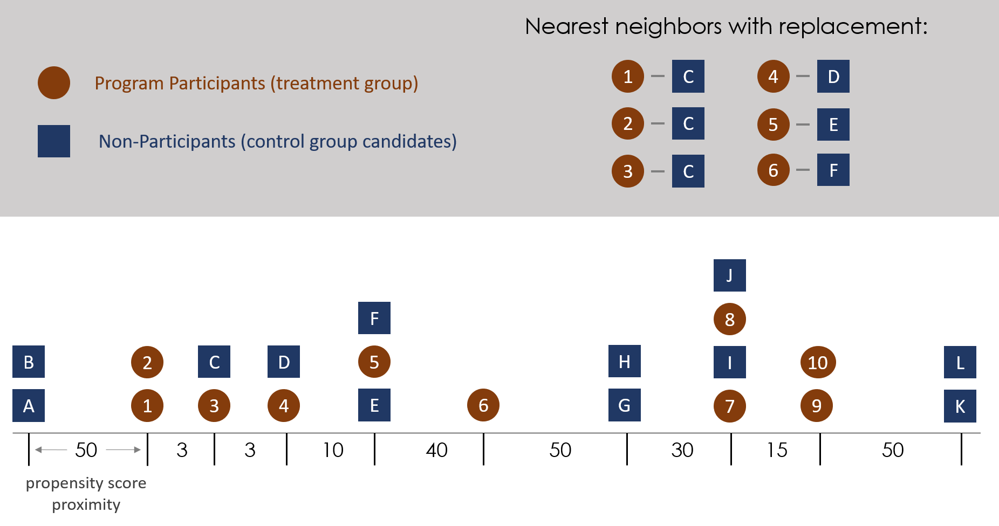 Nearest neighbors with replacement:
Program Participants (treatment group)
Non-Participants (control group candidates)
1 – C 4 – D
2 – C 5 – E
3 – C 6 – F
J
F 8
B 2 C D 5 H I 10 L
A 1 3 4 E 6 G 7 9 K
50 3 3 10 40 50 30 15 50
propensity score
proximity